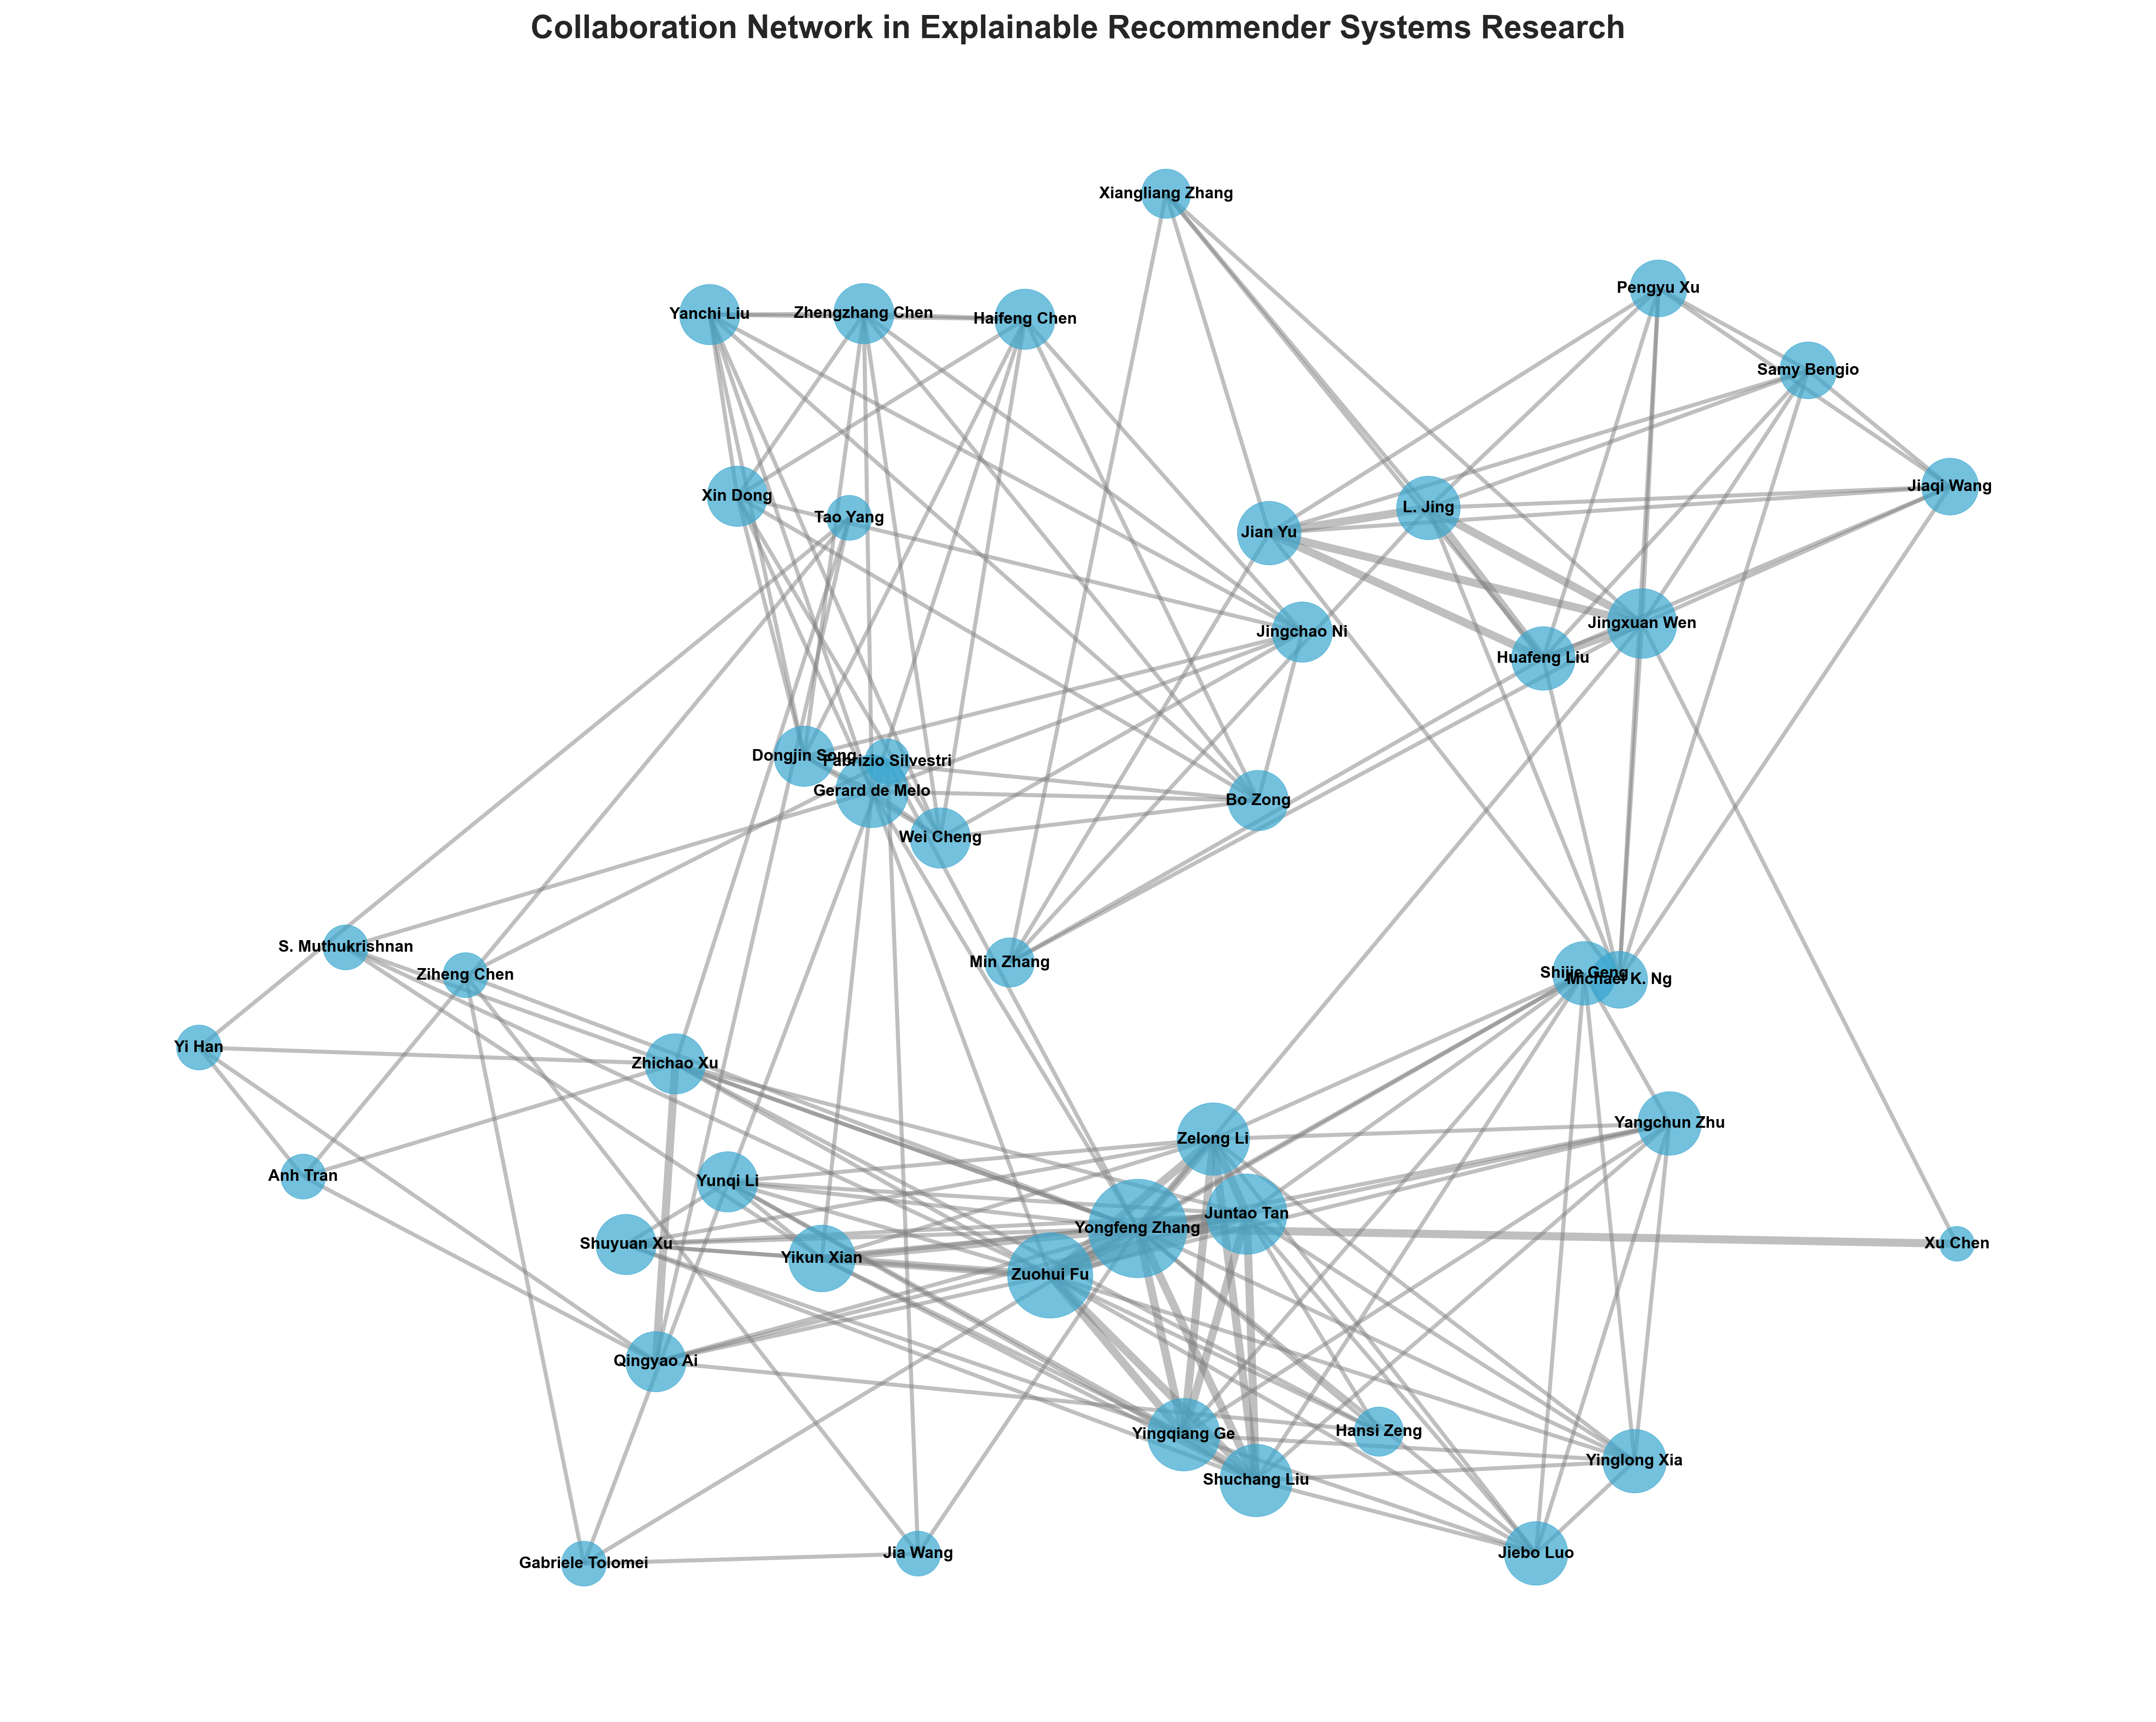 Collaboration Network in Explainable Recommender Systems Research
Xiangliang Zhang
Pengyu Xu
Yanchi Liu
Zhengzhang Chen
Haifeng Chen
Samy Bengio
Jiaqi Wang
Xin Dong
Tao Yang
L. Jing
Jian Yu
Jingchao Ni
Jingxuan Wen
Huafeng Liu
Dongjin Song
Fabrizio Silvestri
Gerard de Melo
Bo Zong
Wei Cheng
S. Muthukrishnan
Ziheng Chen
Min Zhang
Shijie Geng
Michael K. Ng
Yi Han
Zhichao Xu
Yangchun Zhu
Zelong Li
Anh Tran
Yunqi Li
Juntao Tan
Yongfeng Zhang
Shuyuan Xu
Xu Chen
Yikun Xian
Zuohui Fu
Qingyao Ai
Yingqiang Ge
Hansi Zeng
Yinglong Xia
Shuchang Liu
Gabriele Tolomei
Jia Wang
Jiebo Luo